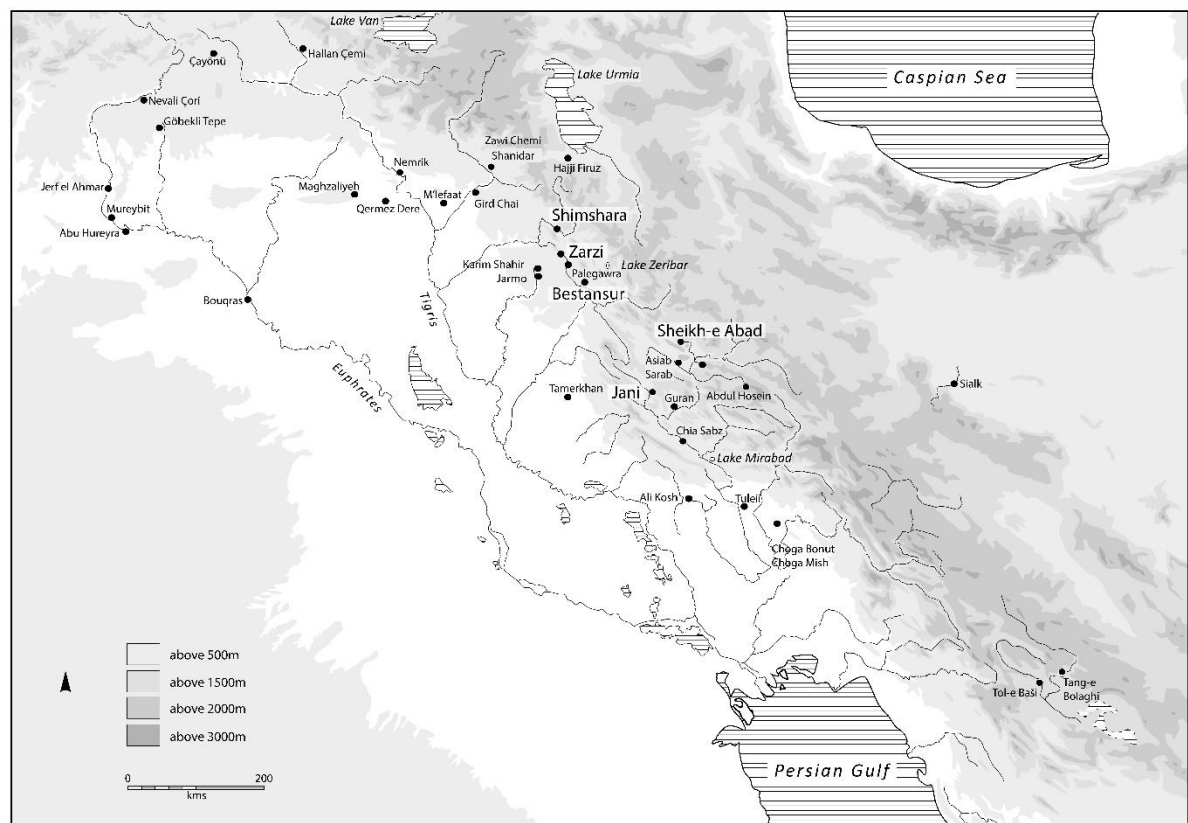 Lake Van
Hallan Çemi
Çayönü
Lake Urmia
Caspian Sea
Nevali Çori
Göbekli Tepe
Zawi Chemi
Shanidar
Hajji Firuz
Nemrik
Jerf el Ahmar
Maghzaliyeh
Qermez Dere
M'lefaat
Gird Chai
Mureybit
Abu Hureyra
Shimshara
Zarzi
Karim Shahir
Jarmo
Palegawra
Lake Zeribar
Bestansur
Bouqras
Tigris
Sheikh-e Abad
Euphrates
Asiab
Sarab
Tamerkhan
Jani
Guran
Abdul Hosein
Sialk
Chia Sabz
Lake Mirabad
Ali Kosh
Tuleil
Choga Bonut
Choga Mish
above 500m
above 1500m
above 2000m
above 3000m
Tol-e Baši
Tang-e
Bolaghi
Persian Gulf
0 200
kms